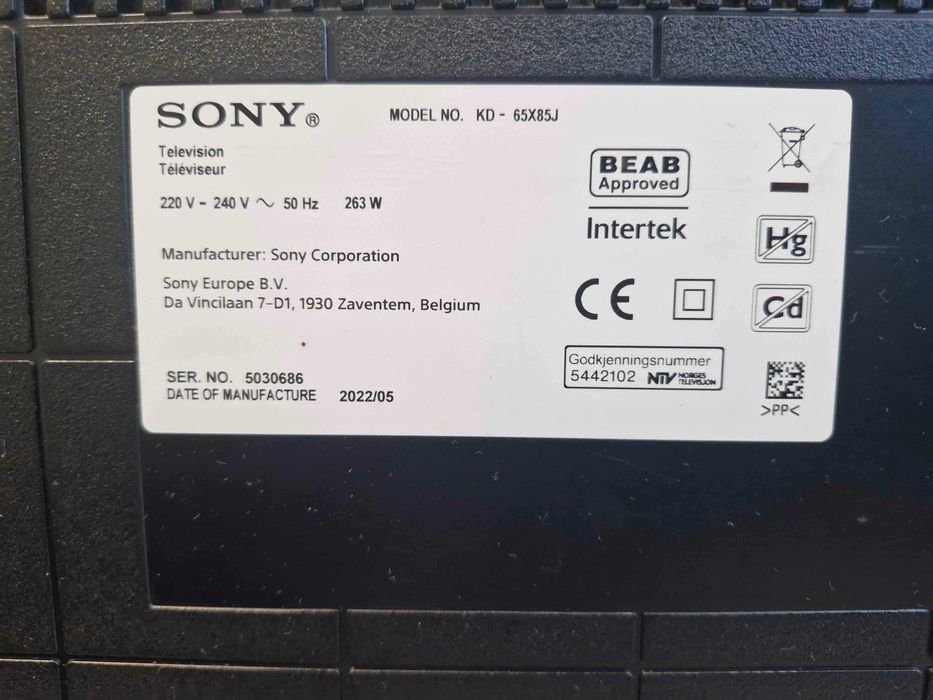 SONY®
MODEL NO. KD - 65X85J
Television
Téléviseur
220 V - 240 V ~ 50 Hz 263 W
Manufacturer: Sony Corporation
Sony Europe B.V.
Da Vincilaan 7-D1, 1930 Zaventem, Belgium
SER. NO. 5030686
DATE OF MANUFACTURE 2022/05
BEAB
Approved
Intertek
CE
Godkjenningsnummer
5442102 NTV NORGES
TELEVISJON
Hg
Cd
>PP<